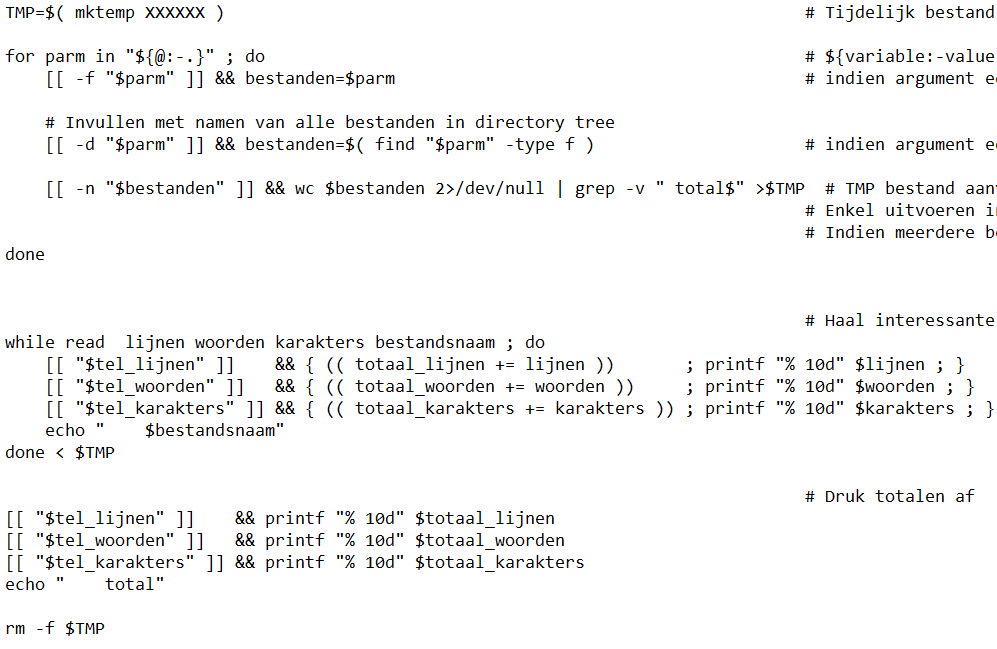 TMP=$( mktemp XXXXXX ) # Tijdelijk bestand
for parm in "${@:-.}" ; do # ${variable:-value
[[ -f "$parm" ]] && bestanden=$parm # indien argument
# Invullen met namen van alle bestanden in directory tree
[[ -d "$parm" ]] && bestanden=$( find "$parm" -type f ) # indien argument
[[ -n "$bestanden" ]] && wc $bestanden 2>/dev/null | grep -v " total$" >$TMP # TMP bestand
# Enkel uitvoeren
# Indien meerdere
done
# Haal interessante
while read lijnen woorden karakters bestandsnaam ; do
[[ "$tel_lijnen" ]] && { (( totaal_lijnen += lijnen )) ; printf "% 10d" $lijnen ; }
[[ "$tel_woorden" ]] && { (( totaal_woorden += woorden )) ; printf "% 10d" $woorden ; }
[[ "$tel_karakters" ]] && { (( totaal_karakters += karakters )) ; printf "% 10d" $karakters ; }
echo " $bestandsnaam"
done < $TMP
# Druk totalen af
[[ "$tel_lijnen" ]] && printf "% 10d" $totaal_lijnen
[[ "$tel_woorden" ]] && printf "% 10d" $totaal_woorden
[[ "$tel_karakters" ]] && printf "% 10d" $totaal_karakters
echo " total"
rm -f $TMP